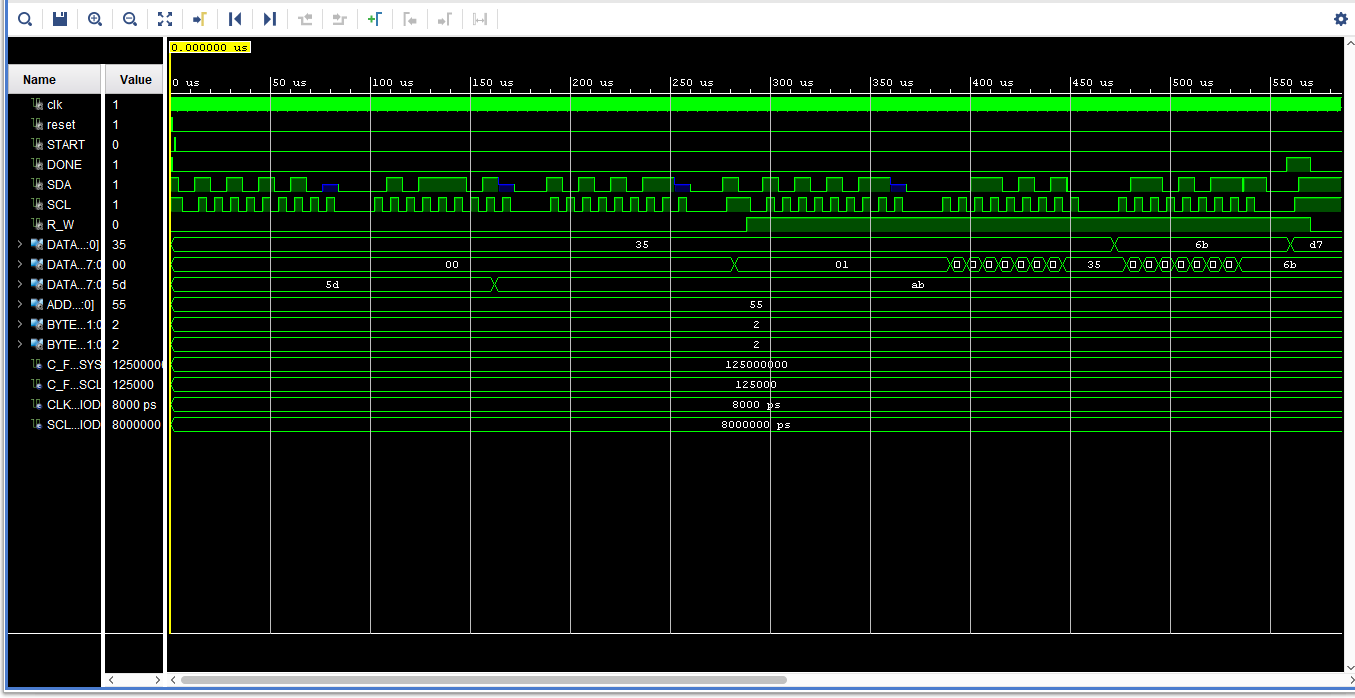 0.000000 us
Name Value
0 us 50 us 100 us 150 us 200 us 250 us 300 us 350 us 400 us 450 us 500 us 550 us
clk 1
reset 1
START 0
DONE 1
SDA 1
SCL 1
R_W 0
DATA...:0] 35 35 6b d7
DATA...7:0 00 00 01 35 6b
DATA...7:0 5d 5d ab
ADD...:0] 55 55
BYTE...1:0 2 2
BYTE...1:0 2 2
C_F...SYS 12500000 125000000
C_F...SCL 125000 125000
CLK...IOD 8000 ps 8000 ps
SCL...IOD 8000000 8000000 ps